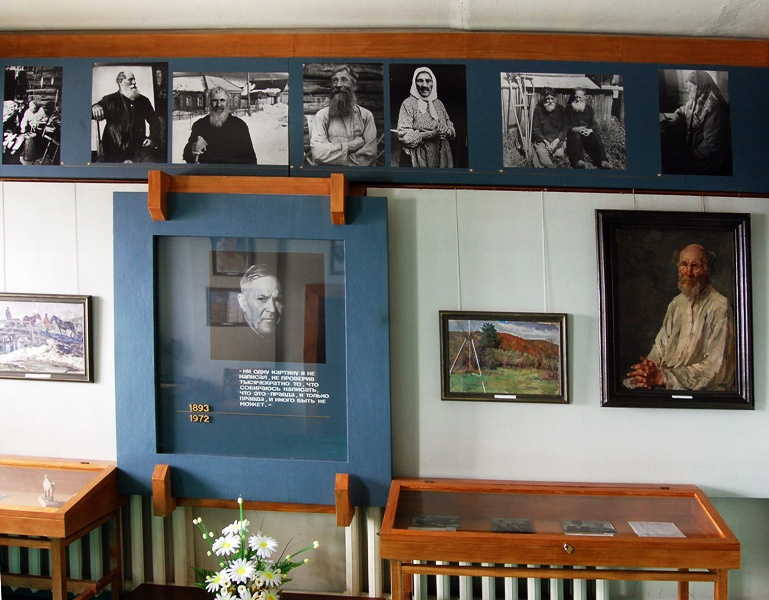 - НИ ОДНУ КАРТИНУ Я НЕ
НАПИСАЛ, НЕ ПРОВЕРИВ
ТЫСЯЧЕКРАТНО ТО, ЧТО
СОБИРАЮСЬ НАПИСАТЬ,
ЧТО ЭТО - ПРАВДА, И ТОЛЬКО
ПРАВДА, И ИНОГО БЫТЬ НЕ
МОЖЕТ. -
1893
1972